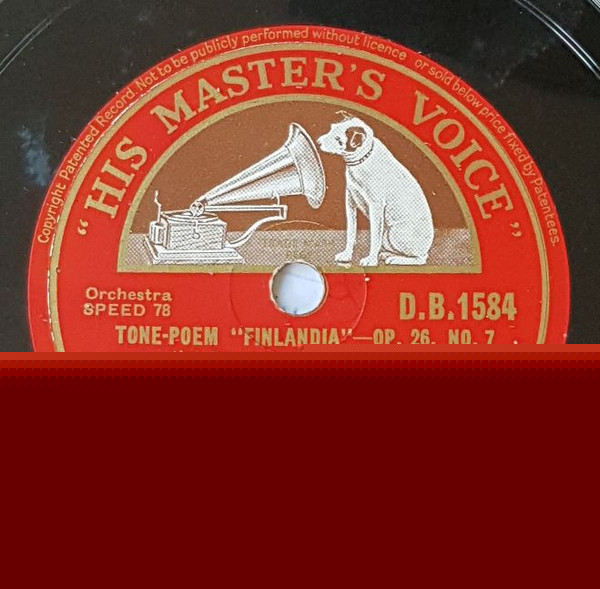 Copyright Patented Record. Not to be publicly performed without licence or sold below price fixed by Patentees.
"HIS MASTER'S VOICE"
Orchestra
SPEED 78
D.B.1584
TONE-POEM "FINLANDIA"—OP. 26, NO. 7